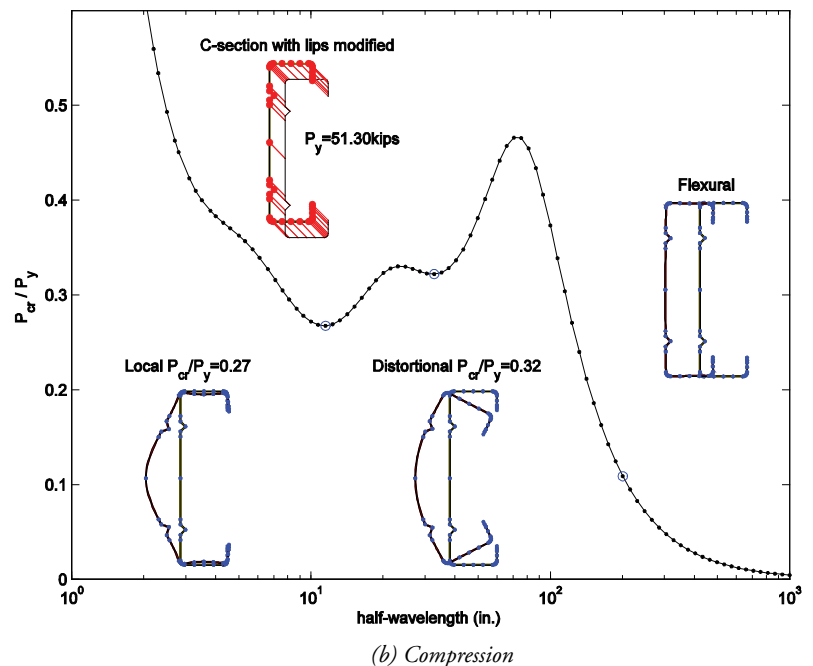 C-section with lips modified
P_y=51.30kips
Flexural
0.5
0.4
0.3
0.2
0.1
0
P_cr / P_y
Local P_cr/P_y=0.27
Distortional P_cr/P_y=0.32
10^0
10^1
10^2
10^3
half-wavelength (in.)
(b) Compression